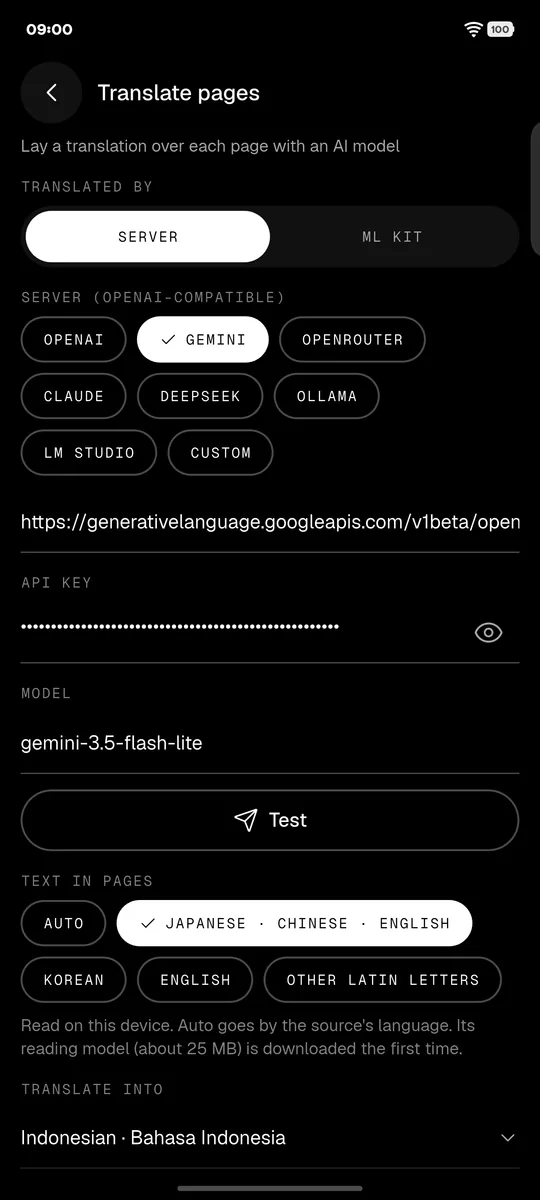 09:00
100
Translate pages
Lay a translation over each page with an AI model
TRANSLATED BY
SERVER
ML KIT
SERVER (OPENAI-COMPATIBLE)
OPENAI
GEMINI
OPENROUTER
CLAUDE
DEEPSEEK
OLLAMA
LM STUDIO
CUSTOM
https://generativelanguage.googleapis.com/v1beta/open
API KEY
MODEL
gemini-3.5-flash-lite
Test
TEXT IN PAGES
AUTO
JAPANESE · CHINESE · ENGLISH
KOREAN
ENGLISH
OTHER LATIN LETTERS
Read on this device. Auto goes by the source's language. Its
reading model (about 25 MB) is downloaded the first time.
TRANSLATE INTO
Indonesian · Bahasa Indonesia